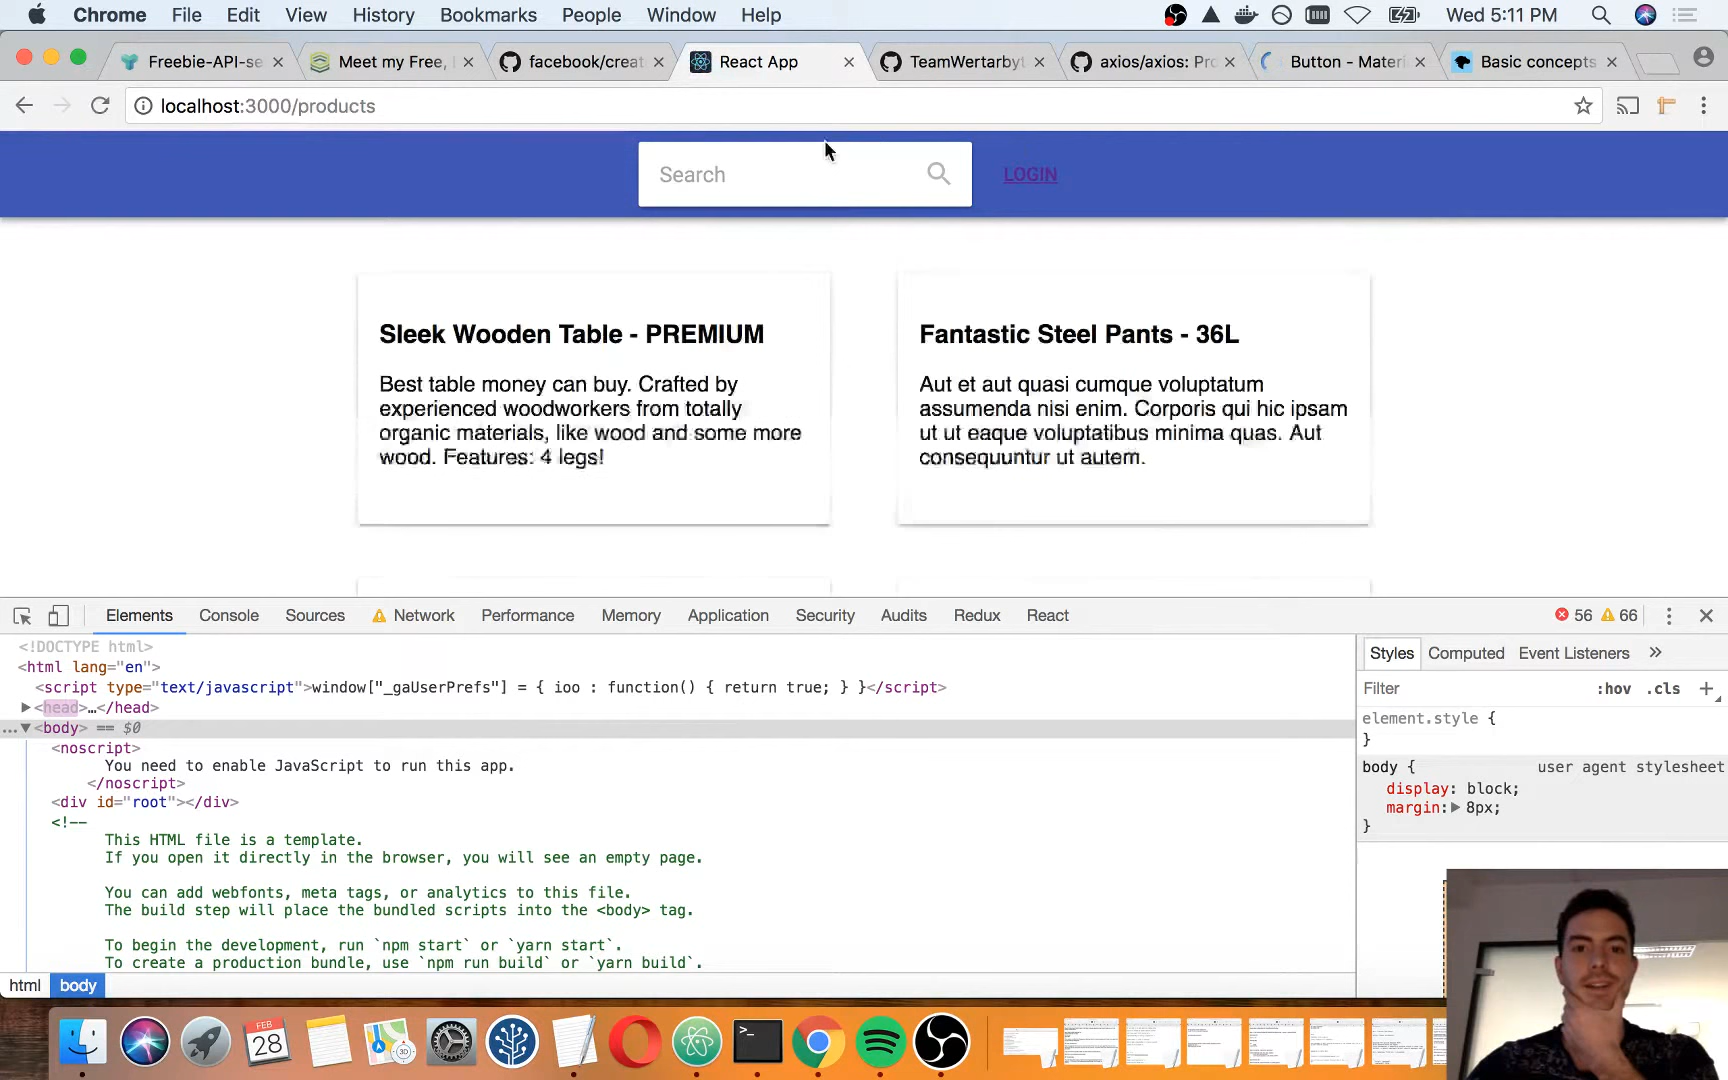 Chrome File Edit View History Bookmarks People Window Help
Wed 5:11 PM
Freebie-API-se
Meet my Free,
facebook/creat
React App
TeamWertarbyt
axios/axios: Pro
Button - Materi
Basic concepts
localhost:3000/products
Search
LOGIN
Sleek Wooden Table - PREMIUM
Best table money can buy. Crafted by
experienced woodworkers from totally
organic materials, like wood and some more
wood. Features: 4 legs!
Fantastic Steel Pants - 36L
Aut et aut quasi cumque voluptatum
assumenda nisi enim. Corporis qui hic ipsam
ut ut eaque voluptatibus minima quas. Aut
consequuntur ut autem.
Elements Console Sources Network Performance Memory Application Security Audits Redux React
56 66
<!DOCTYPE html>
<html lang="en">
<script type="text/javascript">window["_gaUserPrefs"] = { ioo : function() { return true; } }</script>
<head>…</head>
...<body> == $0
<noscript>
You need to enable JavaScript to run this app.
</noscript>
<div id="root"></div>
<!--
This HTML file is a template.
If you open it directly in the browser, you will see an empty page.
You can add webfonts, meta tags, or analytics to this file.
The build step will place the bundled scripts into the <body> tag.
To begin the development, run `npm start` or `yarn start`.
To create a production bundle, use `npm run build` or `yarn build`.
html body
Styles Computed Event Listeners »
Filter :hov .cls +
element.style {
}
body { user agent stylesheet
display: block;
margin: 8px;
}
FEB
28
3D
>_